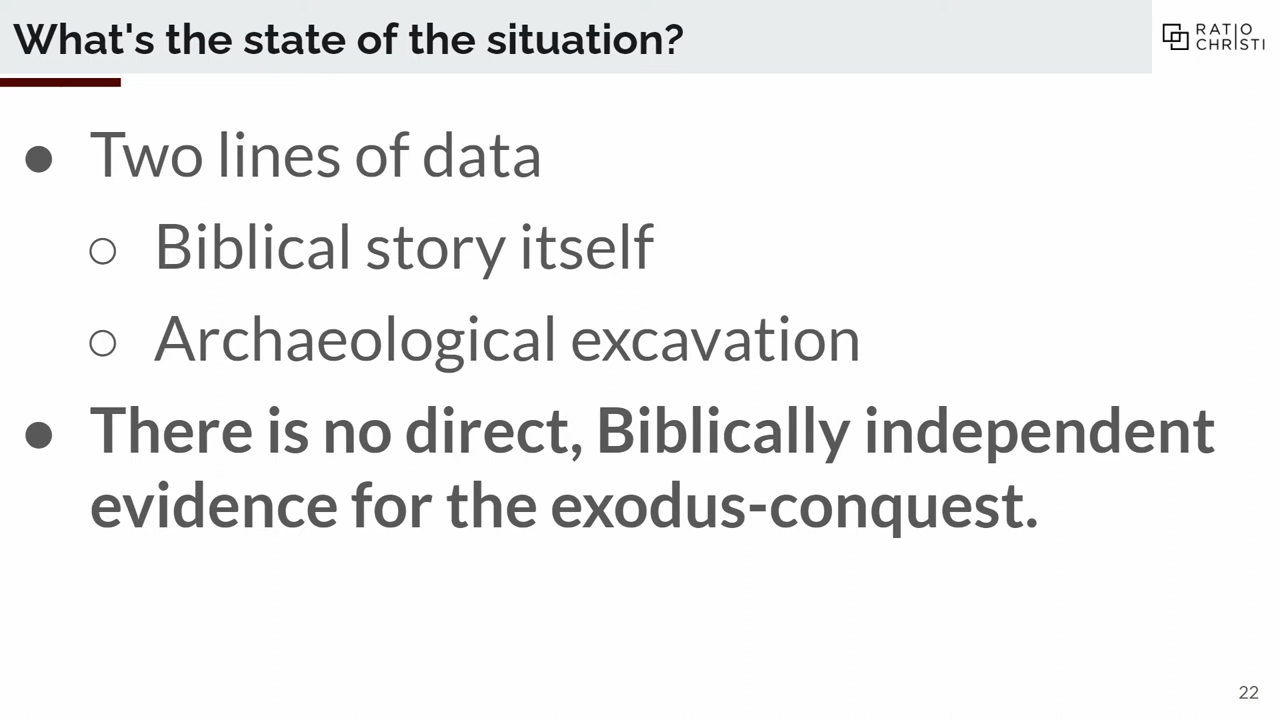 What's the state of the situation?
RATIO
CHRISTI
● Two lines of data
○ Biblical story itself
○ Archaeological excavation
● There is no direct, Biblically independent
evidence for the exodus-conquest.
22